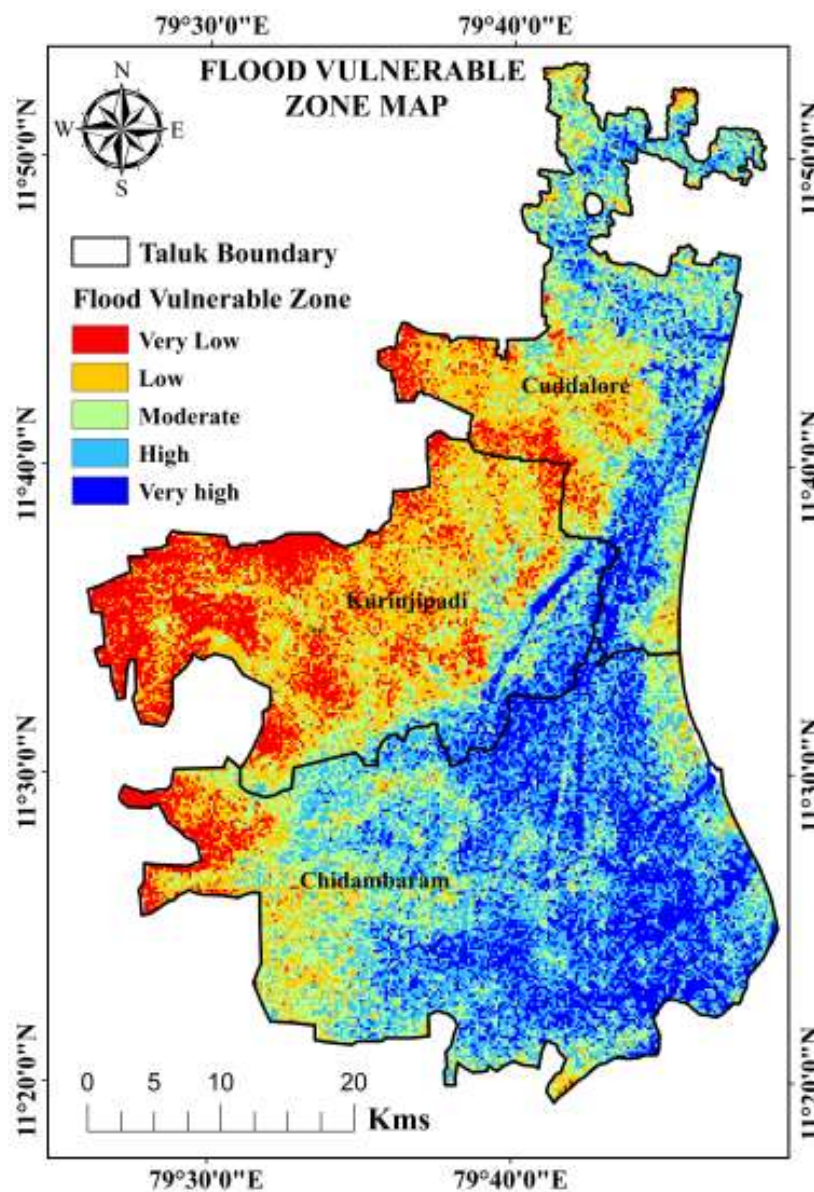 79°30'0"E 79°40'0"E
FLOOD VULNERABLE
ZONE MAP
N
W E
S
11°50'0"N 11°50'0"N
Taluk Boundary
Flood Vulnerable Zone
Very Low
Low
Moderate
High
Very high
Cuddalore
11°40'0"N 11°40'0"N
Kurinjipadi
11°30'0"N 11°30'0"N
Chidambaram
11°20'0"N 11°20'0"N
0 5 10 20
Kms
79°30'0"E 79°40'0"E